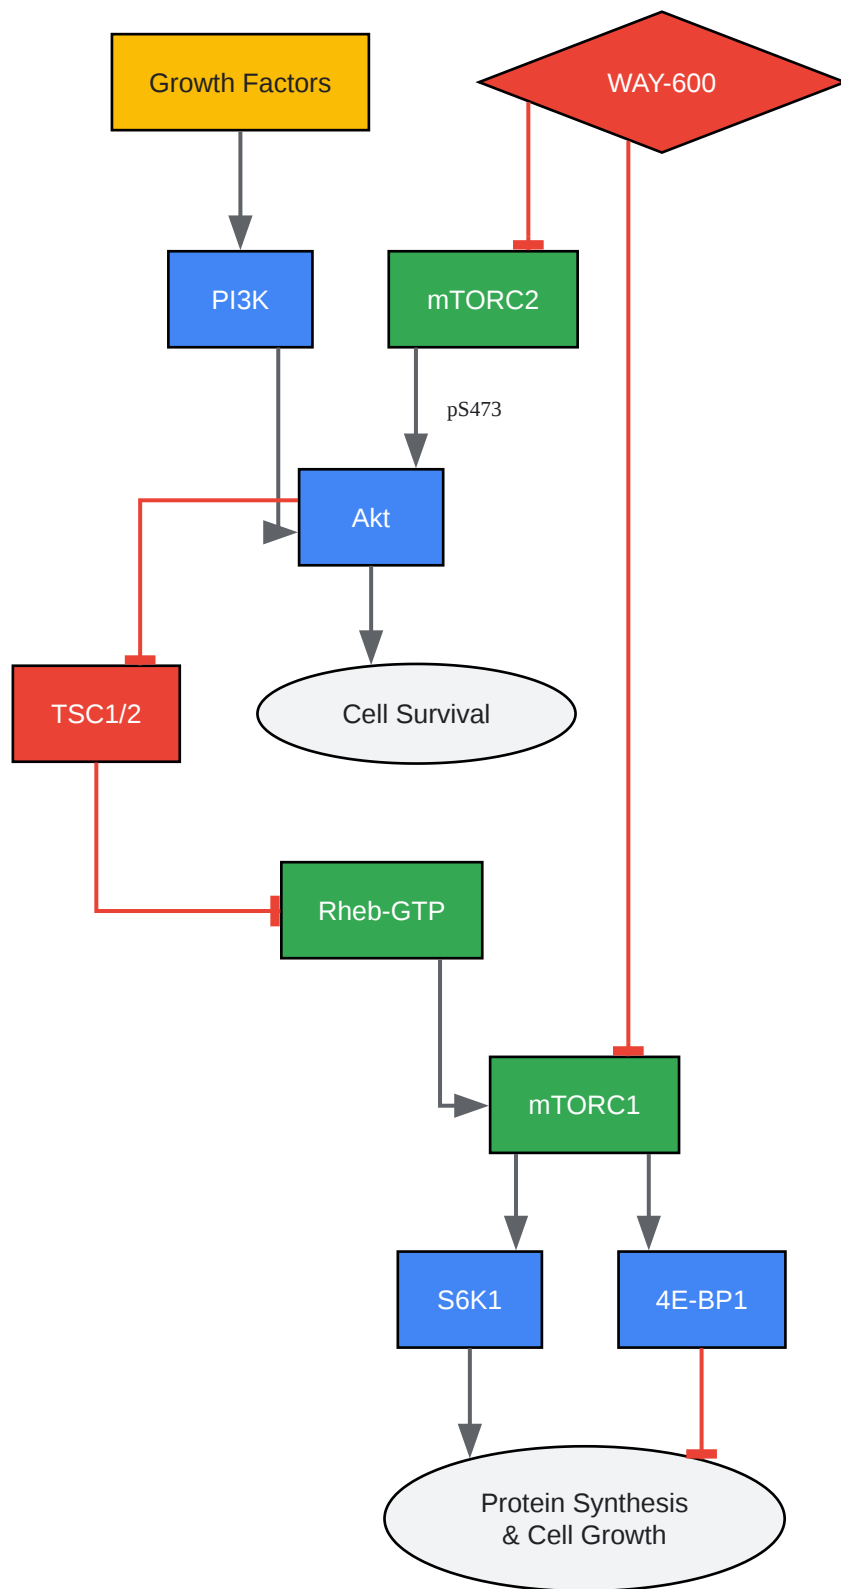 Growth Factors
WAY-600
PI3K
mTORC2
pS473
Akt
TSC1/2
Cell Survival
Rheb-GTP
mTORC1
S6K1
4E-BP1
Protein Synthesis
& Cell Growth